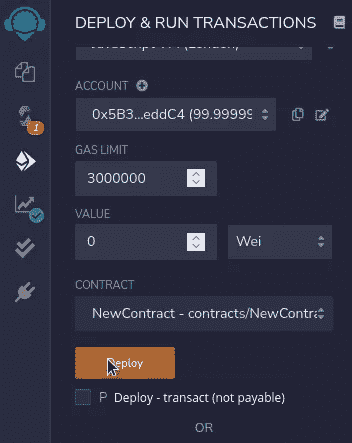 DEPLOY & RUN TRANSACTIONS
ACCOUNT
0x5B3...eddC4 (99.99999
GAS LIMIT
3000000
VALUE
0
Wei
CONTRACT
NewContract - contracts/NewContra
Deploy
1
P Deploy - transact (not payable)
OR